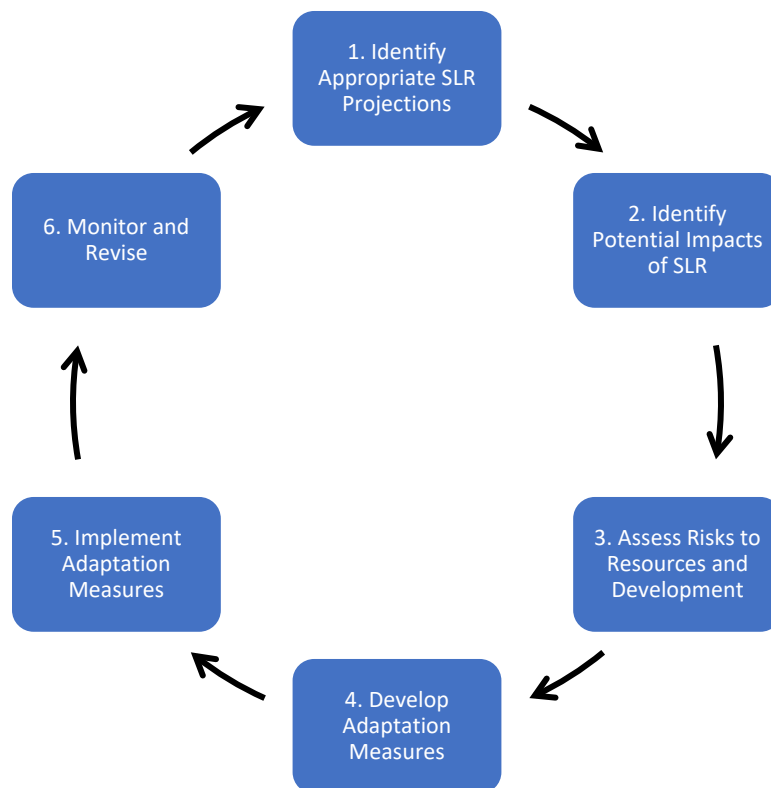 1. Identify
Appropriate SLR
Projections
2. Identify
Potential Impacts
of SLR
3. Assess Risks to
Resources and
Development
4. Develop
Adaptation
Measures
5. Implement
Adaptation
Measures
6. Monitor and
Revise